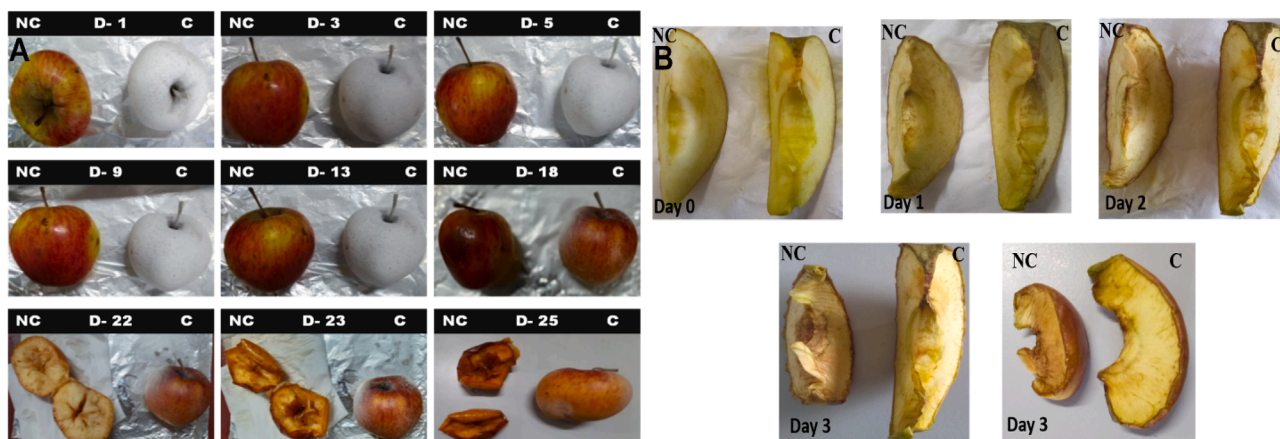 A
NC D- 1 C
NC D- 3 C
NC D- 5 C
NC D- 9 C
NC D- 13 C
NC D- 18 C
NC D- 22 C
NC D- 23 C
NC D- 25 C
B
NC C
Day 0
NC C
Day 1
NC C
Day 2
NC C
Day 3
NC C
Day 3